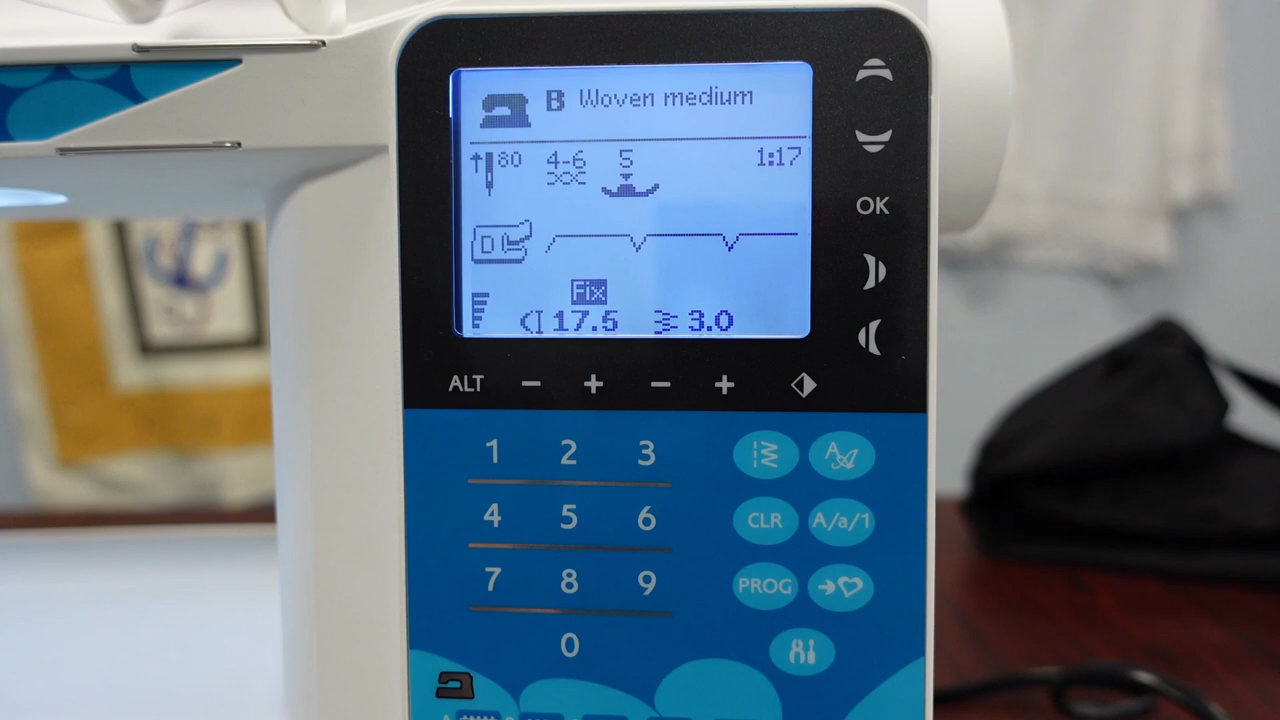 B Woven medium
80 4-6 5 1:17
D
Fix
17.5 3.0
OK
ALT - + - +
1 2 3
4 5 6
CLR A/a/1
7 8 9
PROG
0